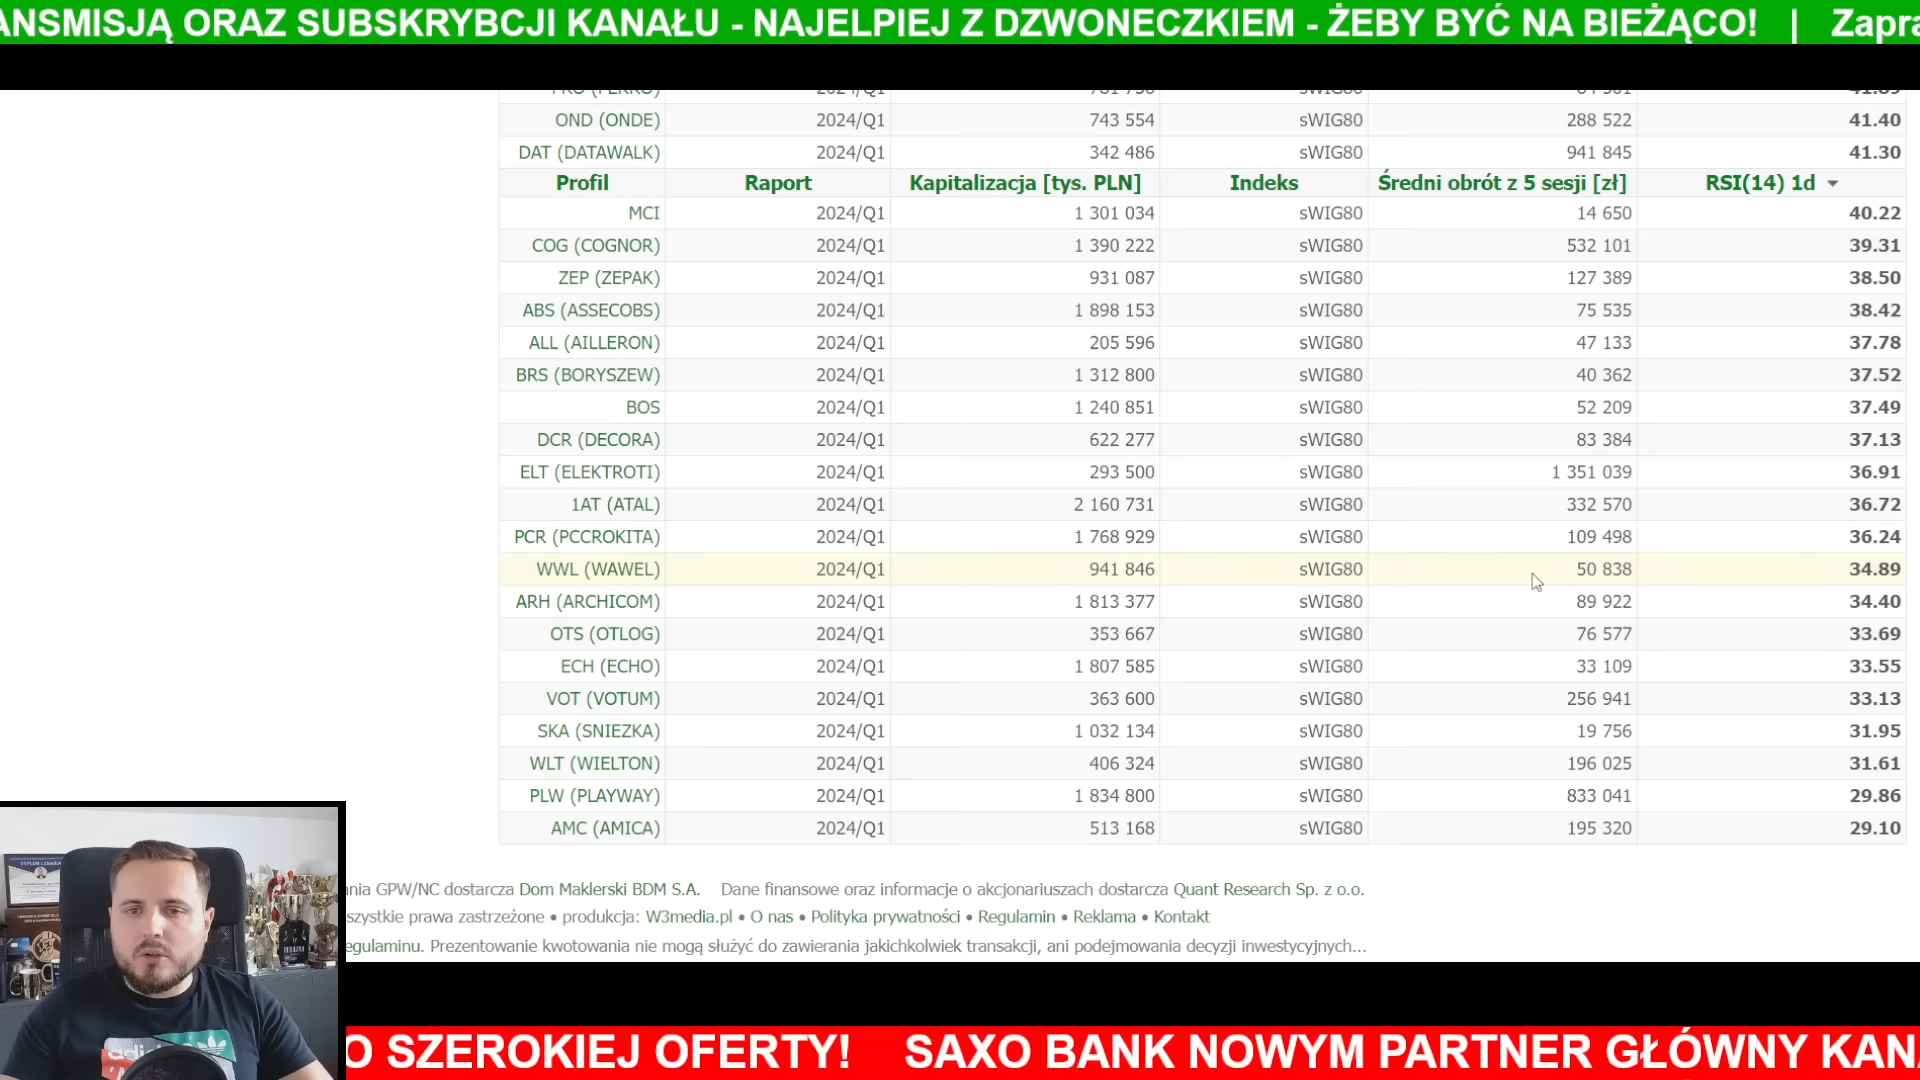 ANSMISJĄ ORAZ SUBSKRYBCJI KANAŁU - NAJELPIEJ Z DZWONECZKIEM - ŻEBY BYĆ NA BIEŻĄCO! | Zapra
OND (ONDE) 2024/Q1 743 554 sWIG80 288 522 41.40
DAT (DATAWALK) 2024/Q1 342 486 sWIG80 941 845 41.30
Profil Raport Kapitalizacja [tys. PLN] Indeks Średni obrót z 5 sesji [zł] RSI(14) 1d
MCI 2024/Q1 1 301 034 sWIG80 14 650 40.22
COG (COGNOR) 2024/Q1 1 390 222 sWIG80 532 101 39.31
ZEP (ZEPAK) 2024/Q1 931 087 sWIG80 127 389 38.50
ABS (ASSECOBS) 2024/Q1 1 898 153 sWIG80 75 535 38.42
ALL (AILLERON) 2024/Q1 205 596 sWIG80 47 133 37.78
BRS (BORYSZEW) 2024/Q1 1 312 800 sWIG80 40 362 37.52
BOS 2024/Q1 1 240 851 sWIG80 52 209 37.49
DCR (DECORA) 2024/Q1 622 277 sWIG80 83 384 37.13
ELT (ELEKTROTI) 2024/Q1 293 500 sWIG80 1 351 039 36.91
1AT (ATAL) 2024/Q1 2 160 731 sWIG80 332 570 36.72
PCR (PCCROKITA) 2024/Q1 1 768 929 sWIG80 109 498 36.24
WWL (WAWEL) 2024/Q1 941 846 sWIG80 50 838 34.89
ARH (ARCHICOM) 2024/Q1 1 813 377 sWIG80 89 922 34.40
OTS (OTLOG) 2024/Q1 353 667 sWIG80 76 577 33.69
ECH (ECHO) 2024/Q1 1 807 585 sWIG80 33 109 33.55
VOT (VOTUM) 2024/Q1 363 600 sWIG80 256 941 33.13
SKA (SNIEZKA) 2024/Q1 1 032 134 sWIG80 19 756 31.95
WLT (WIELTON) 2024/Q1 406 324 sWIG80 196 025 31.61
PLW (PLAYWAY) 2024/Q1 1 834 800 sWIG80 833 041 29.86
AMC (AMICA) 2024/Q1 513 168 sWIG80 195 320 29.10
ania GPW/NC dostarcza Dom Maklerski BDM S.A. Dane finansowe oraz informacje o akcjonariuszach dostarcza Quant Research Sp. z o.o.
szystkie prawa zastrzeżone • produkcja: W3media.pl • O nas • Polityka prywatności • Regulamin • Reklama • Kontakt
egulaminu. Prezentowanie kwotowania nie mogą służyć do zawierania jakichkolwiek transakcji, ani podejmowania decyzji inwestycyjnych...
adidas
O SZEROKIEJ OFERTY! SAXO BANK NOWYM PARTNER GŁÓWNY KAN